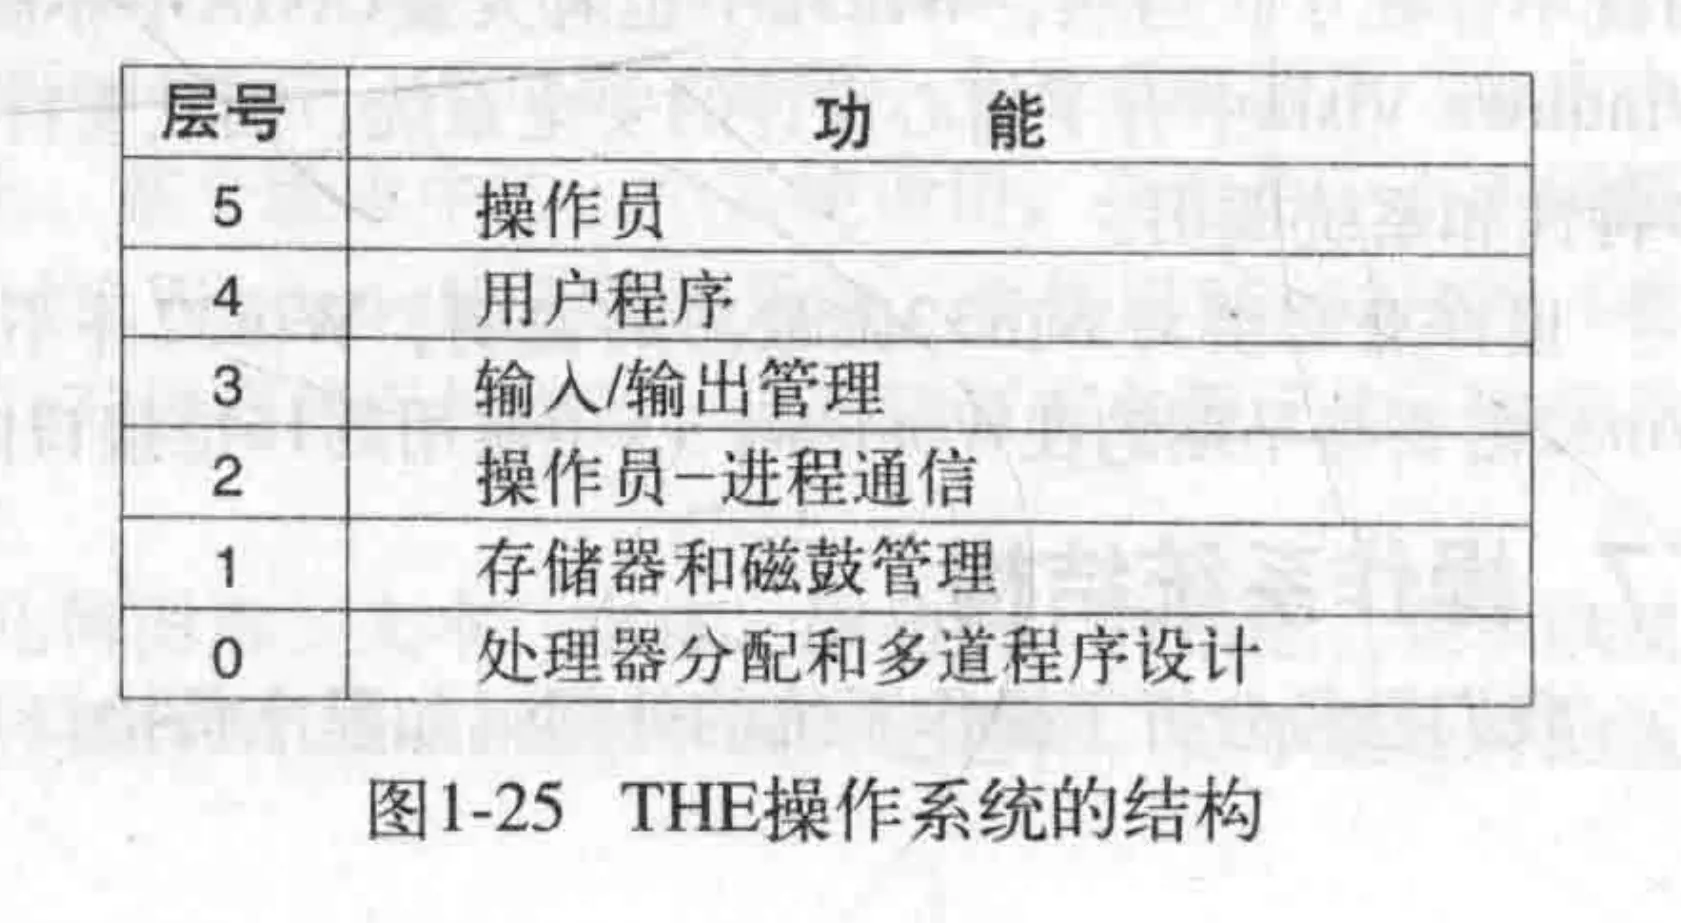 层号 功 能
5 操作员
4 用户程序
3 输入/输出管理
2 操作员-进程通信
1 存储器和磁鼓管理
0 处理器分配和多道程序设计
图1-25 THE操作系统的结构